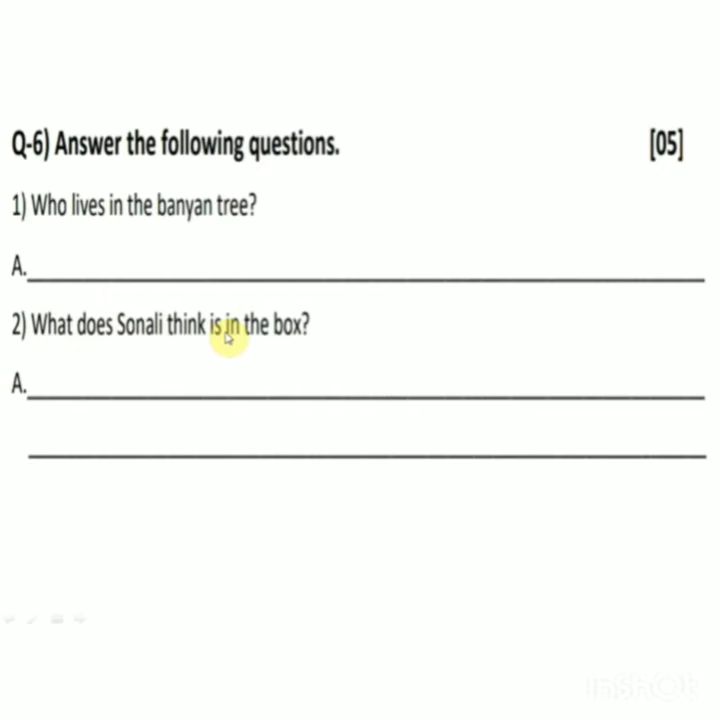 Q-6) Answer the following questions. [05]
1) Who lives in the banyan tree?
A.
2) What does Sonali think is in the box?
A.
InShOt